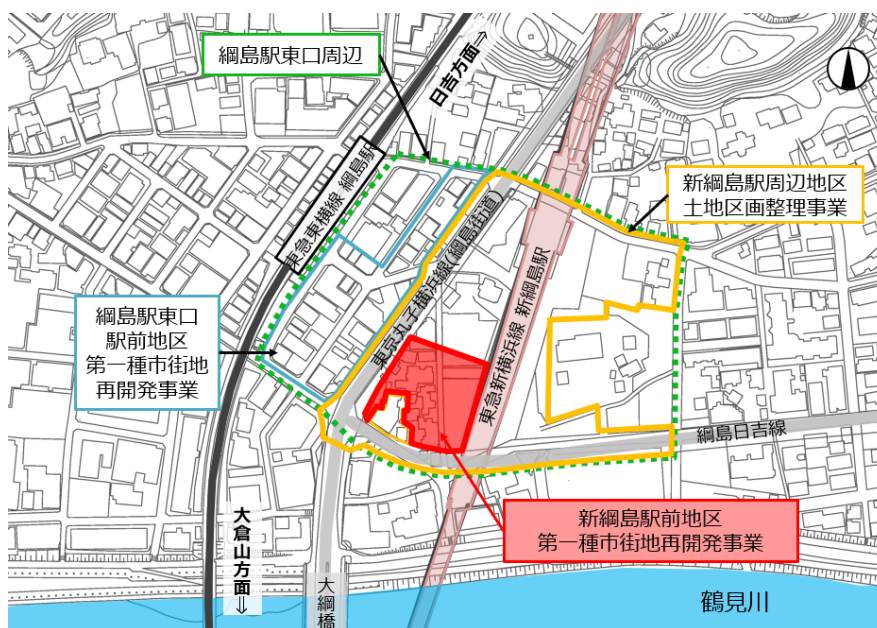 綱島駅東口周辺
日吉方面⇒
新綱島駅周辺地区
土地区画整理事業
東急東横線 綱島駅
東京丸子横浜線(綱島街道)
東急新横浜線 新綱島駅
綱島駅東口
駅前地区
第一種市街地
再開発事業
綱島日吉線
新綱島駅前地区
第一種市街地再開発事業
大倉山方面⇒
大綱橋
鶴見川